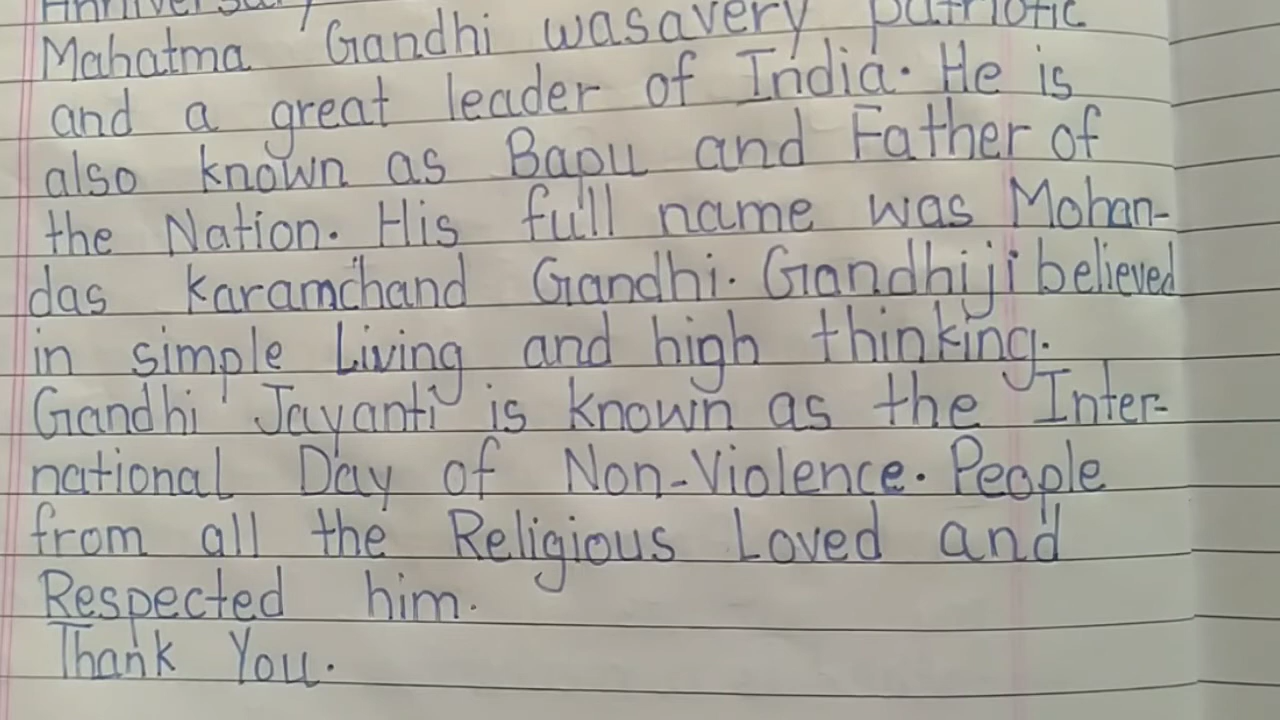 Anniversary
Mahatma Gandhi was a very patriotic
and a great leader of India. He is
also known as Bapu and Father of
the Nation. His full name was Mohan-
das Karamchand Gandhi. Gandhiji believed
in simple Living and high thinking.
Gandhi Jayanti is known as the Inter-
national Day of Non-Violence. People
from all the Religious Loved and
Respected him.
Thank You.